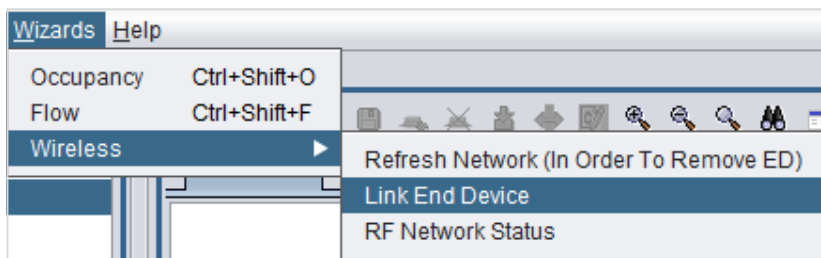 Wizards Help
Occupancy Ctrl+Shift+O
Flow Ctrl+Shift+F
Wireless
Refresh Network (In Order To Remove ED)
Link End Device
RF Network Status